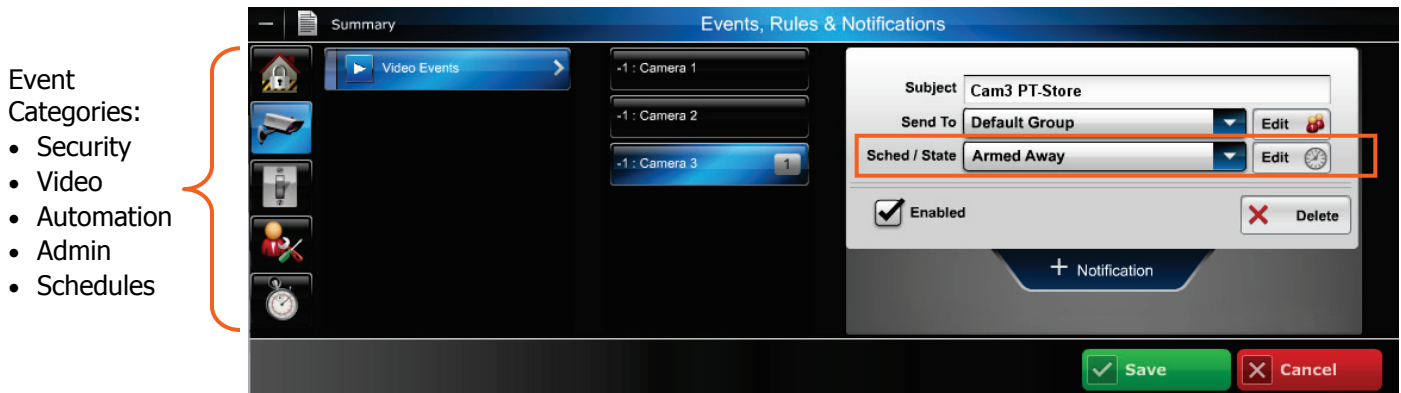 Event
Categories:
• Security
• Video
• Automation
• Admin
• Schedules
Summary
Events, Rules & Notifications
Video Events
-1 : Camera 1
-1 : Camera 2
-1 : Camera 3 1
Subject Cam3 PT-Store
Send To Default Group Edit
Sched / State Armed Away Edit
Enabled
Delete
+ Notification
Save Cancel